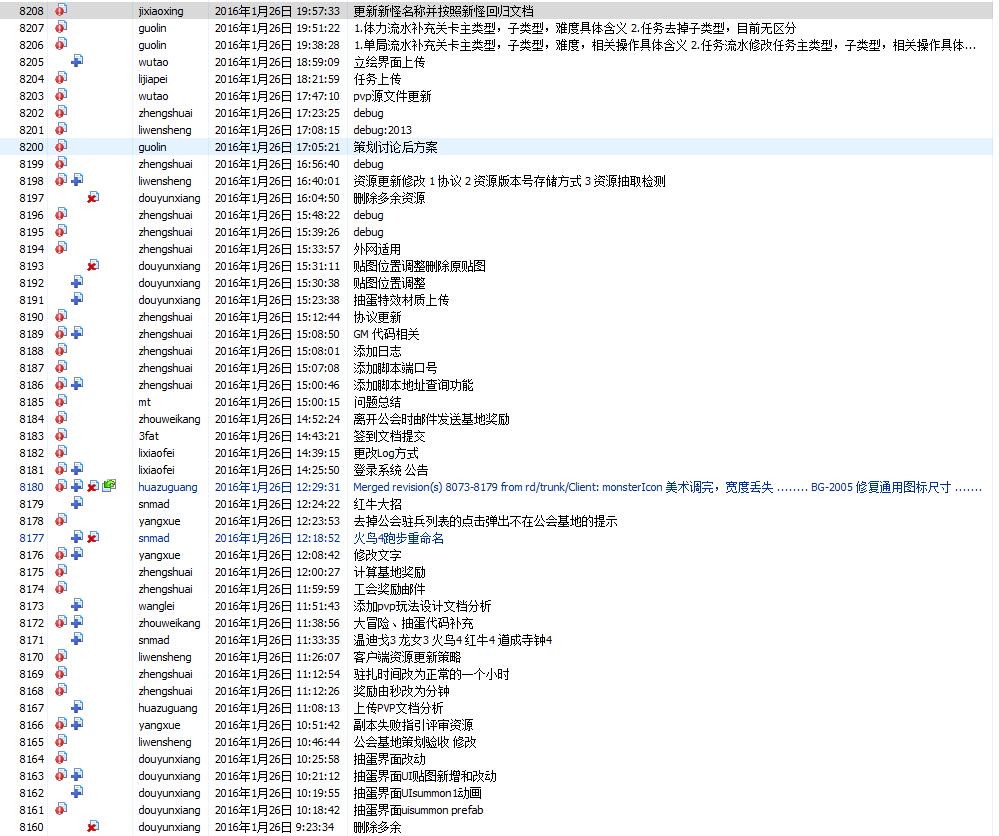 8208 jixiaoxing 2016年1月26日 19:57:33 更新新怪名称并按照新怪回归文档
8207 guolin 2016年1月26日 19:51:22 1.体力流水补充关卡主类型，子类型，难度具体含义 2.任务去掉子类型，目前无区分
8206 guolin 2016年1月26日 19:38:28 1.单局流水补充关卡主类型，子类型，难度，相关操作具体含义 2.任务流水修改任务主类型，子类型，相关操作具体...
8205 wutao 2016年1月26日 18:59:09 立绘界面上传
8204 lijiapei 2016年1月26日 18:21:59 任务上传
8203 wutao 2016年1月26日 17:47:10 pvp源文件更新
8202 zhengshuai 2016年1月26日 17:23:25 debug
8201 liwensheng 2016年1月26日 17:08:15 debug:2013
8200 guolin 2016年1月26日 17:05:21 策划讨论后方案
8199 zhengshuai 2016年1月26日 16:56:40 debug
8198 liwensheng 2016年1月26日 16:40:01 资源更新修改 1 协议 2 资源版本号存储方式 3 资源抽取检测
8197 douyunxiang 2016年1月26日 16:04:50 删除多余资源
8196 zhengshuai 2016年1月26日 15:48:22 debug
8195 zhengshuai 2016年1月26日 15:39:26 debug
8194 zhengshuai 2016年1月26日 15:33:57 外网适用
8193 douyunxiang 2016年1月26日 15:31:11 贴图位置调整删除原贴图
8192 douyunxiang 2016年1月26日 15:30:38 贴图位置调整
8191 douyunxiang 2016年1月26日 15:23:38 抽蛋特效材质上传
8190 zhengshuai 2016年1月26日 15:12:44 协议更新
8189 zhengshuai 2016年1月26日 15:08:50 GM 代码相关
8188 zhengshuai 2016年1月26日 15:08:01 添加日志
8187 zhengshuai 2016年1月26日 15:07:08 添加脚本端口号
8186 zhengshuai 2016年1月26日 15:00:46 添加脚本地址查询功能
8185 mt 2016年1月26日 15:00:15 问题总结
8184 zhouweikang 2016年1月26日 14:52:24 离开公会时邮件发送基地奖励
8183 3fat 2016年1月26日 14:43:21 签到文档提交
8182 lixiaofei 2016年1月26日 14:39:15 更改Log方式
8181 lixiaofei 2016年1月26日 14:25:50 登录系统 公告
8180 huazuguang 2016年1月26日 12:29:31 Merged revision(s) 8073-8179 from rd/trunk/Client: monsterIcon 美术调完，宽度丢失 ........ BG-2005 修复通用图标尺寸 .......
8179 snmad 2016年1月26日 12:24:22 红牛大招
8178 yangxue 2016年1月26日 12:23:53 去掉公会驻兵列表的点击弹出不在公会基地的提示
8177 snmad 2016年1月26日 12:18:52 火鸟4跑步重命名
8176 yangxue 2016年1月26日 12:08:42 修改文字
8175 zhengshuai 2016年1月26日 12:00:27 计算基地奖励
8174 zhengshuai 2016年1月26日 11:59:59 工会奖励邮件
8173 wanglei 2016年1月26日 11:51:43 添加pvp玩法设计文档分析
8172 zhouweikang 2016年1月26日 11:38:56 大冒险、抽蛋代码补充
8171 snmad 2016年1月26日 11:33:35 温迪戈3 龙女3 火鸟4 红牛4 道成寺钟4
8170 liwensheng 2016年1月26日 11:26:07 客户端资源更新策略
8169 zhengshuai 2016年1月26日 11:12:54 驻扎时间改为正常的一个小时
8168 zhengshuai 2016年1月26日 11:12:26 奖励由秒改为分钟
8167 huazuguang 2016年1月26日 11:08:13 上传PVP文档分析
8166 yangxue 2016年1月26日 10:51:42 副本失败指引评审资源
8165 liwensheng 2016年1月26日 10:46:44 公会基地策划验收 修改
8164 douyunxiang 2016年1月26日 10:25:58 抽蛋界面改动
8163 douyunxiang 2016年1月26日 10:21:12 抽蛋界面UI贴图新增和改动
8162 douyunxiang 2016年1月26日 10:19:55 抽蛋界面UIsummon1动画
8161 douyunxiang 2016年1月26日 10:18:42 抽蛋界面uisummon prefab
8160 douyunxiang 2016年1月26日 9:23:34 删除多余